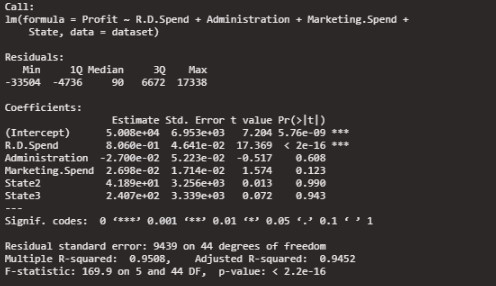 Call:
lm(formula = Profit ~ R.D.Spend + Administration + Marketing.Spend +
    State, data = dataset)
Residuals:
   Min     1Q Median     3Q    Max
-33504  -4736     90   6672  17338
Coefficients:
                  Estimate Std. Error t value Pr(>|t|)
(Intercept)      5.008e+04  6.953e+03   7.204 5.76e-09 ***
R.D.Spend        8.060e-01  4.641e-02  17.369  < 2e-16 ***
Administration  -2.700e-02  5.223e-02  -0.517    0.608
Marketing.Spend  2.698e-02  1.714e-02   1.574    0.123
State2           4.189e+01  3.256e+03   0.013    0.990
State3           2.407e+02  3.339e+03   0.072    0.943
---
Signif. codes:  0 ‘***’ 0.001 ‘**’ 0.01 ‘*’ 0.05 ‘.’ 0.1 ‘ ’ 1
Residual standard error: 9439 on 44 degrees of freedom
Multiple R-squared:  0.9508,	Adjusted R-squared:  0.9452
F-statistic: 169.9 on 5 and 44 DF,  p-value: < 2.2e-16